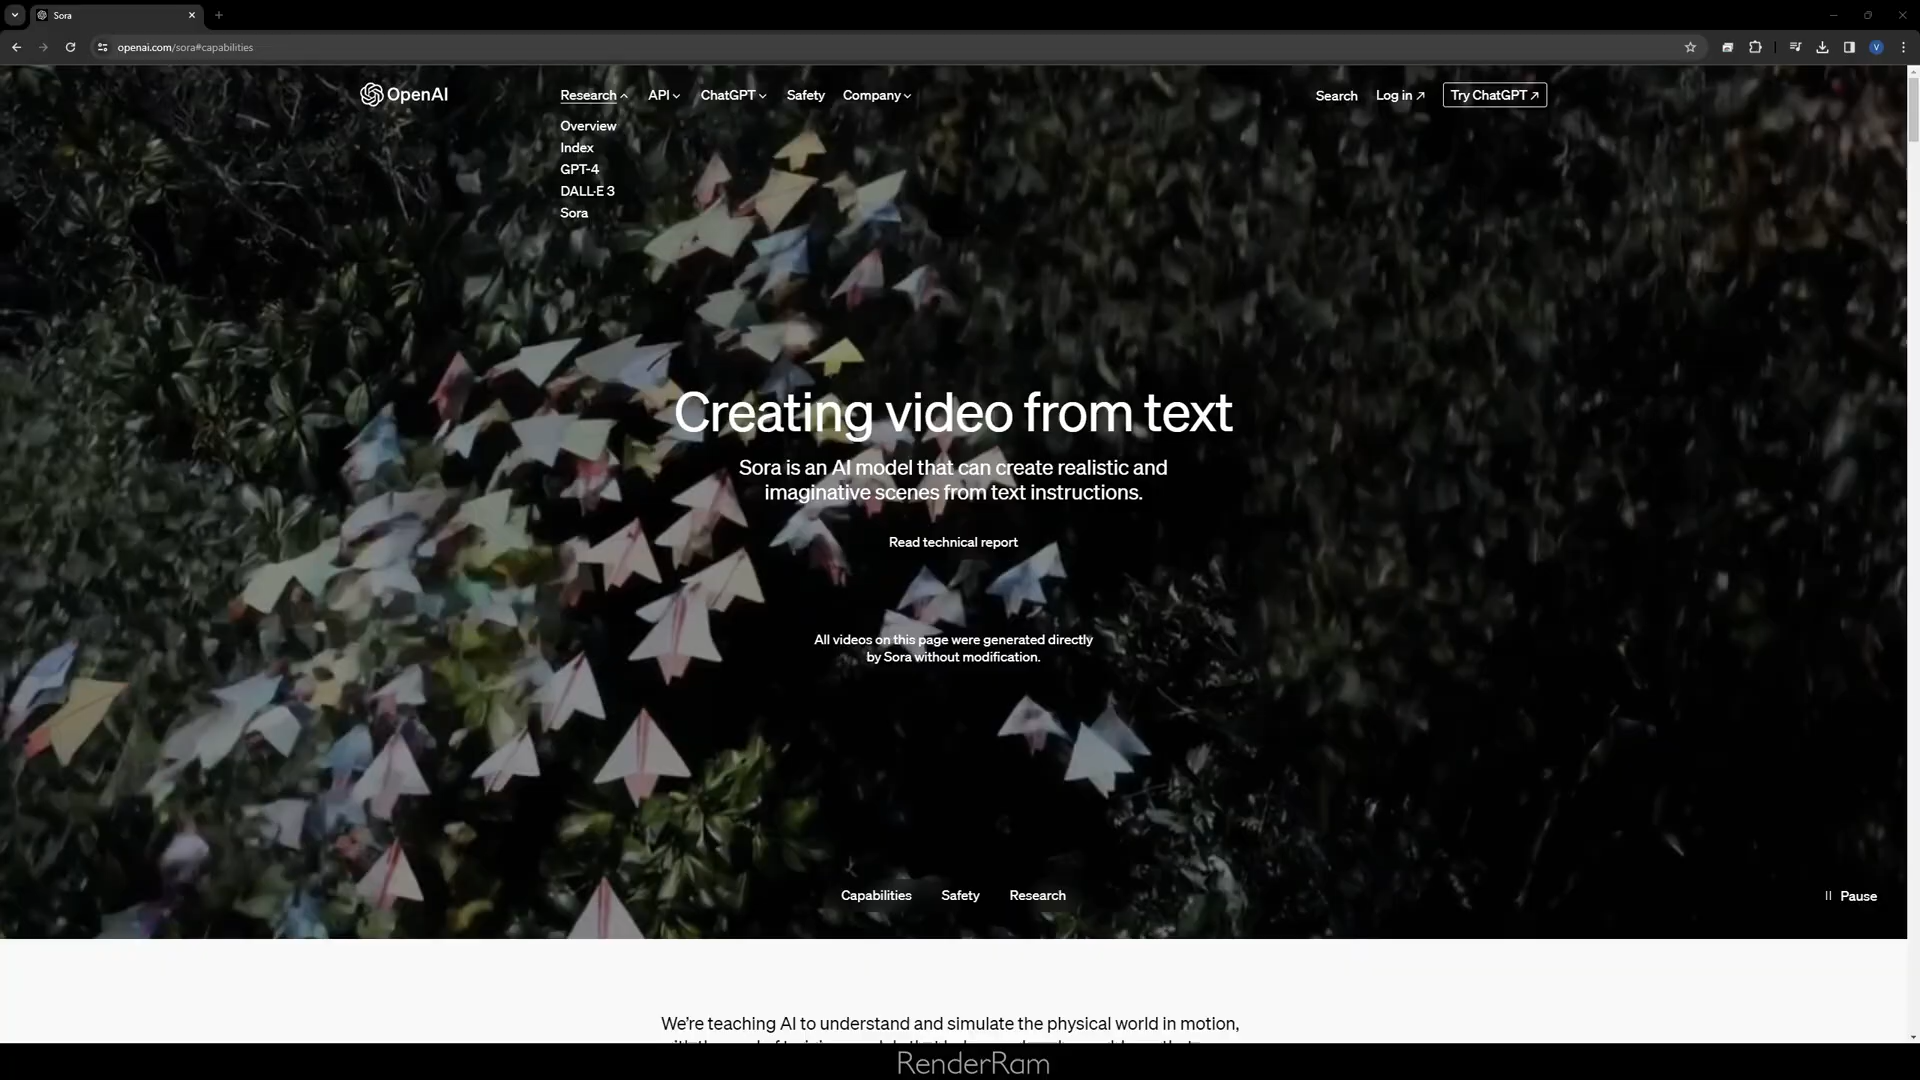 Sora
openai.com/sora#capabilities
V
OpenAI
Research
API
ChatGPT
Safety
Company
Search
Log in ↗
Try ChatGPT ↗
Overview
Index
GPT-4
DALL·E 3
Sora
Creating video from text
Sora is an AI model that can create realistic and
imaginative scenes from text instructions.
Read technical report
All videos on this page were generated directly
by Sora without modification.
Capabilities
Safety
Research
Pause
We're teaching AI to understand and simulate the physical world in motion,
RenderRam